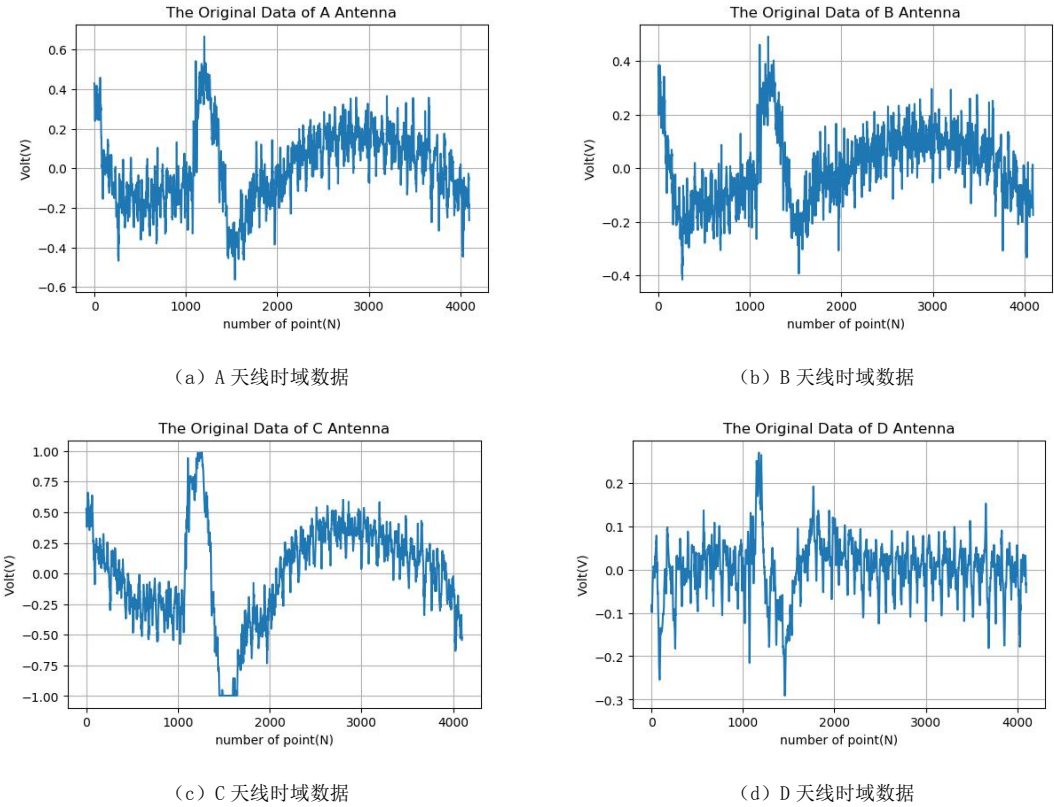 The Original Data of A Antenna
0.6
0.4
0.2
0.0
−0.2
−0.4
−0.6
Volt(V)
0 1000 2000 3000 4000
number of point(N)
(a) A 天线时域数据
The Original Data of B Antenna
0.4
0.2
0.0
−0.2
−0.4
Volt(V)
0 1000 2000 3000 4000
number of point(N)
(b) B 天线时域数据
The Original Data of C Antenna
1.00
0.75
0.50
0.25
0.00
−0.25
−0.50
−0.75
−1.00
Volt(V)
0 1000 2000 3000 4000
number of point(N)
(c) C 天线时域数据
The Original Data of D Antenna
0.2
0.1
0.0
−0.1
−0.2
−0.3
Volt(V)
0 1000 2000 3000 4000
number of point(N)
(d) D 天线时域数据